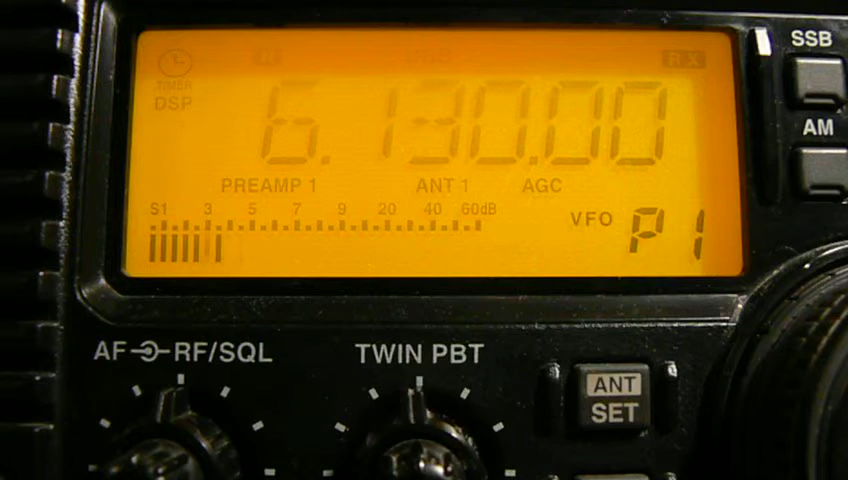 SSB
RX
TIMER
DSP
6.130.00
AM
PREAMP 1 ANT 1 AGC
S1 3 5 7 9 20 40 60dB
VFO P1
AF RF/SQL TWIN PBT
ANT
SET